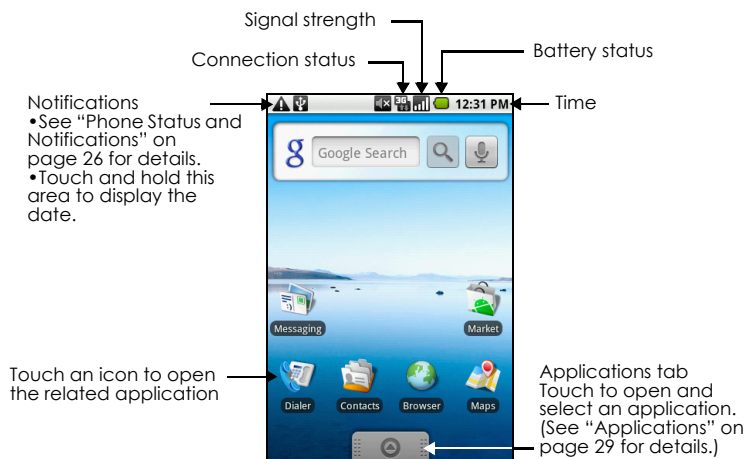 Signal strength
Connection status
Battery status
Notifications
•See “Phone Status and
Notifications” on
page 26 for details.
•Touch and hold this
area to display the
date.
3G
12:31 PM
Time
g
Google Search
Messaging
Market
Touch an icon to open
the related application
Dialer
Contacts
Browser
Maps
Applications tab
Touch to open and
select an application.
(See “Applications” on
page 29 for details.)